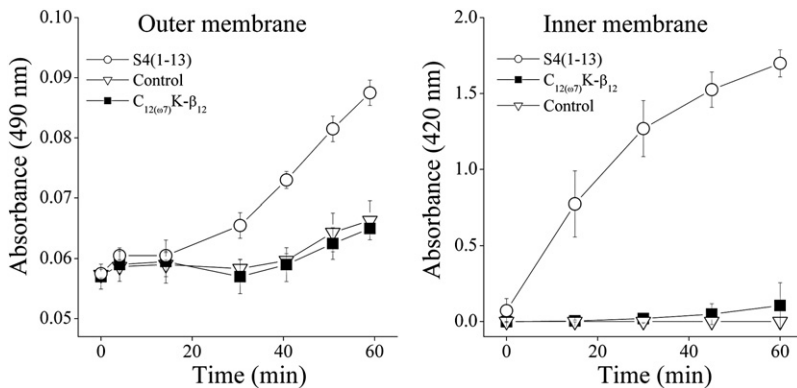 Outer membrane
0.10
0.09
0.08
0.07
0.06
0.05
Absorbance (490 nm)
S4(1-13)
Control
C12(ω7)K-β12
0
20
40
60
Time (min)
Inner membrane
2.0
1.5
1.0
0.5
0.0
Absorbance (420 nm)
S4(1-13)
C12(ω7)K-β12
Control
0
20
40
60
Time (min)